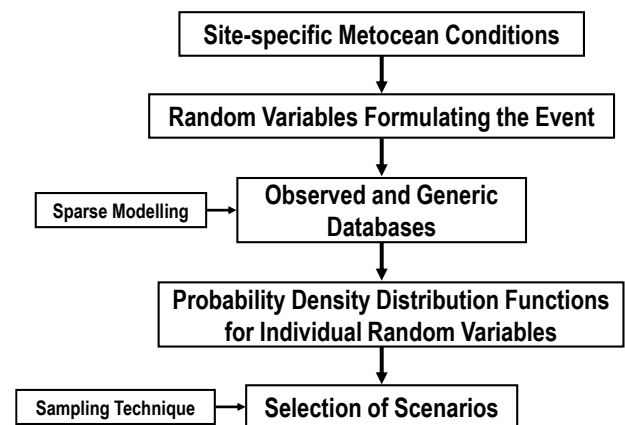 Site-specific Metocean Conditions
Random Variables Formulating the Event
Sparse Modelling
Observed and Generic
Databases
Probability Density Distribution Functions
for Individual Random Variables
Sampling Technique
Selection of Scenarios